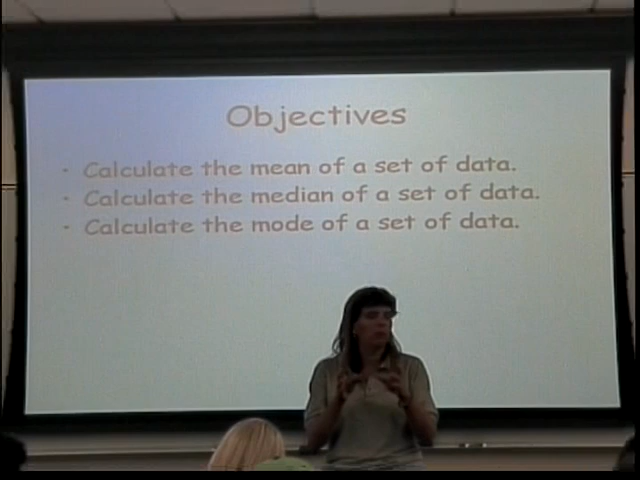 Objectives
· Calculate the mean of a set of data.
· Calculate the median of a set of data.
· Calculate the mode of a set of data.